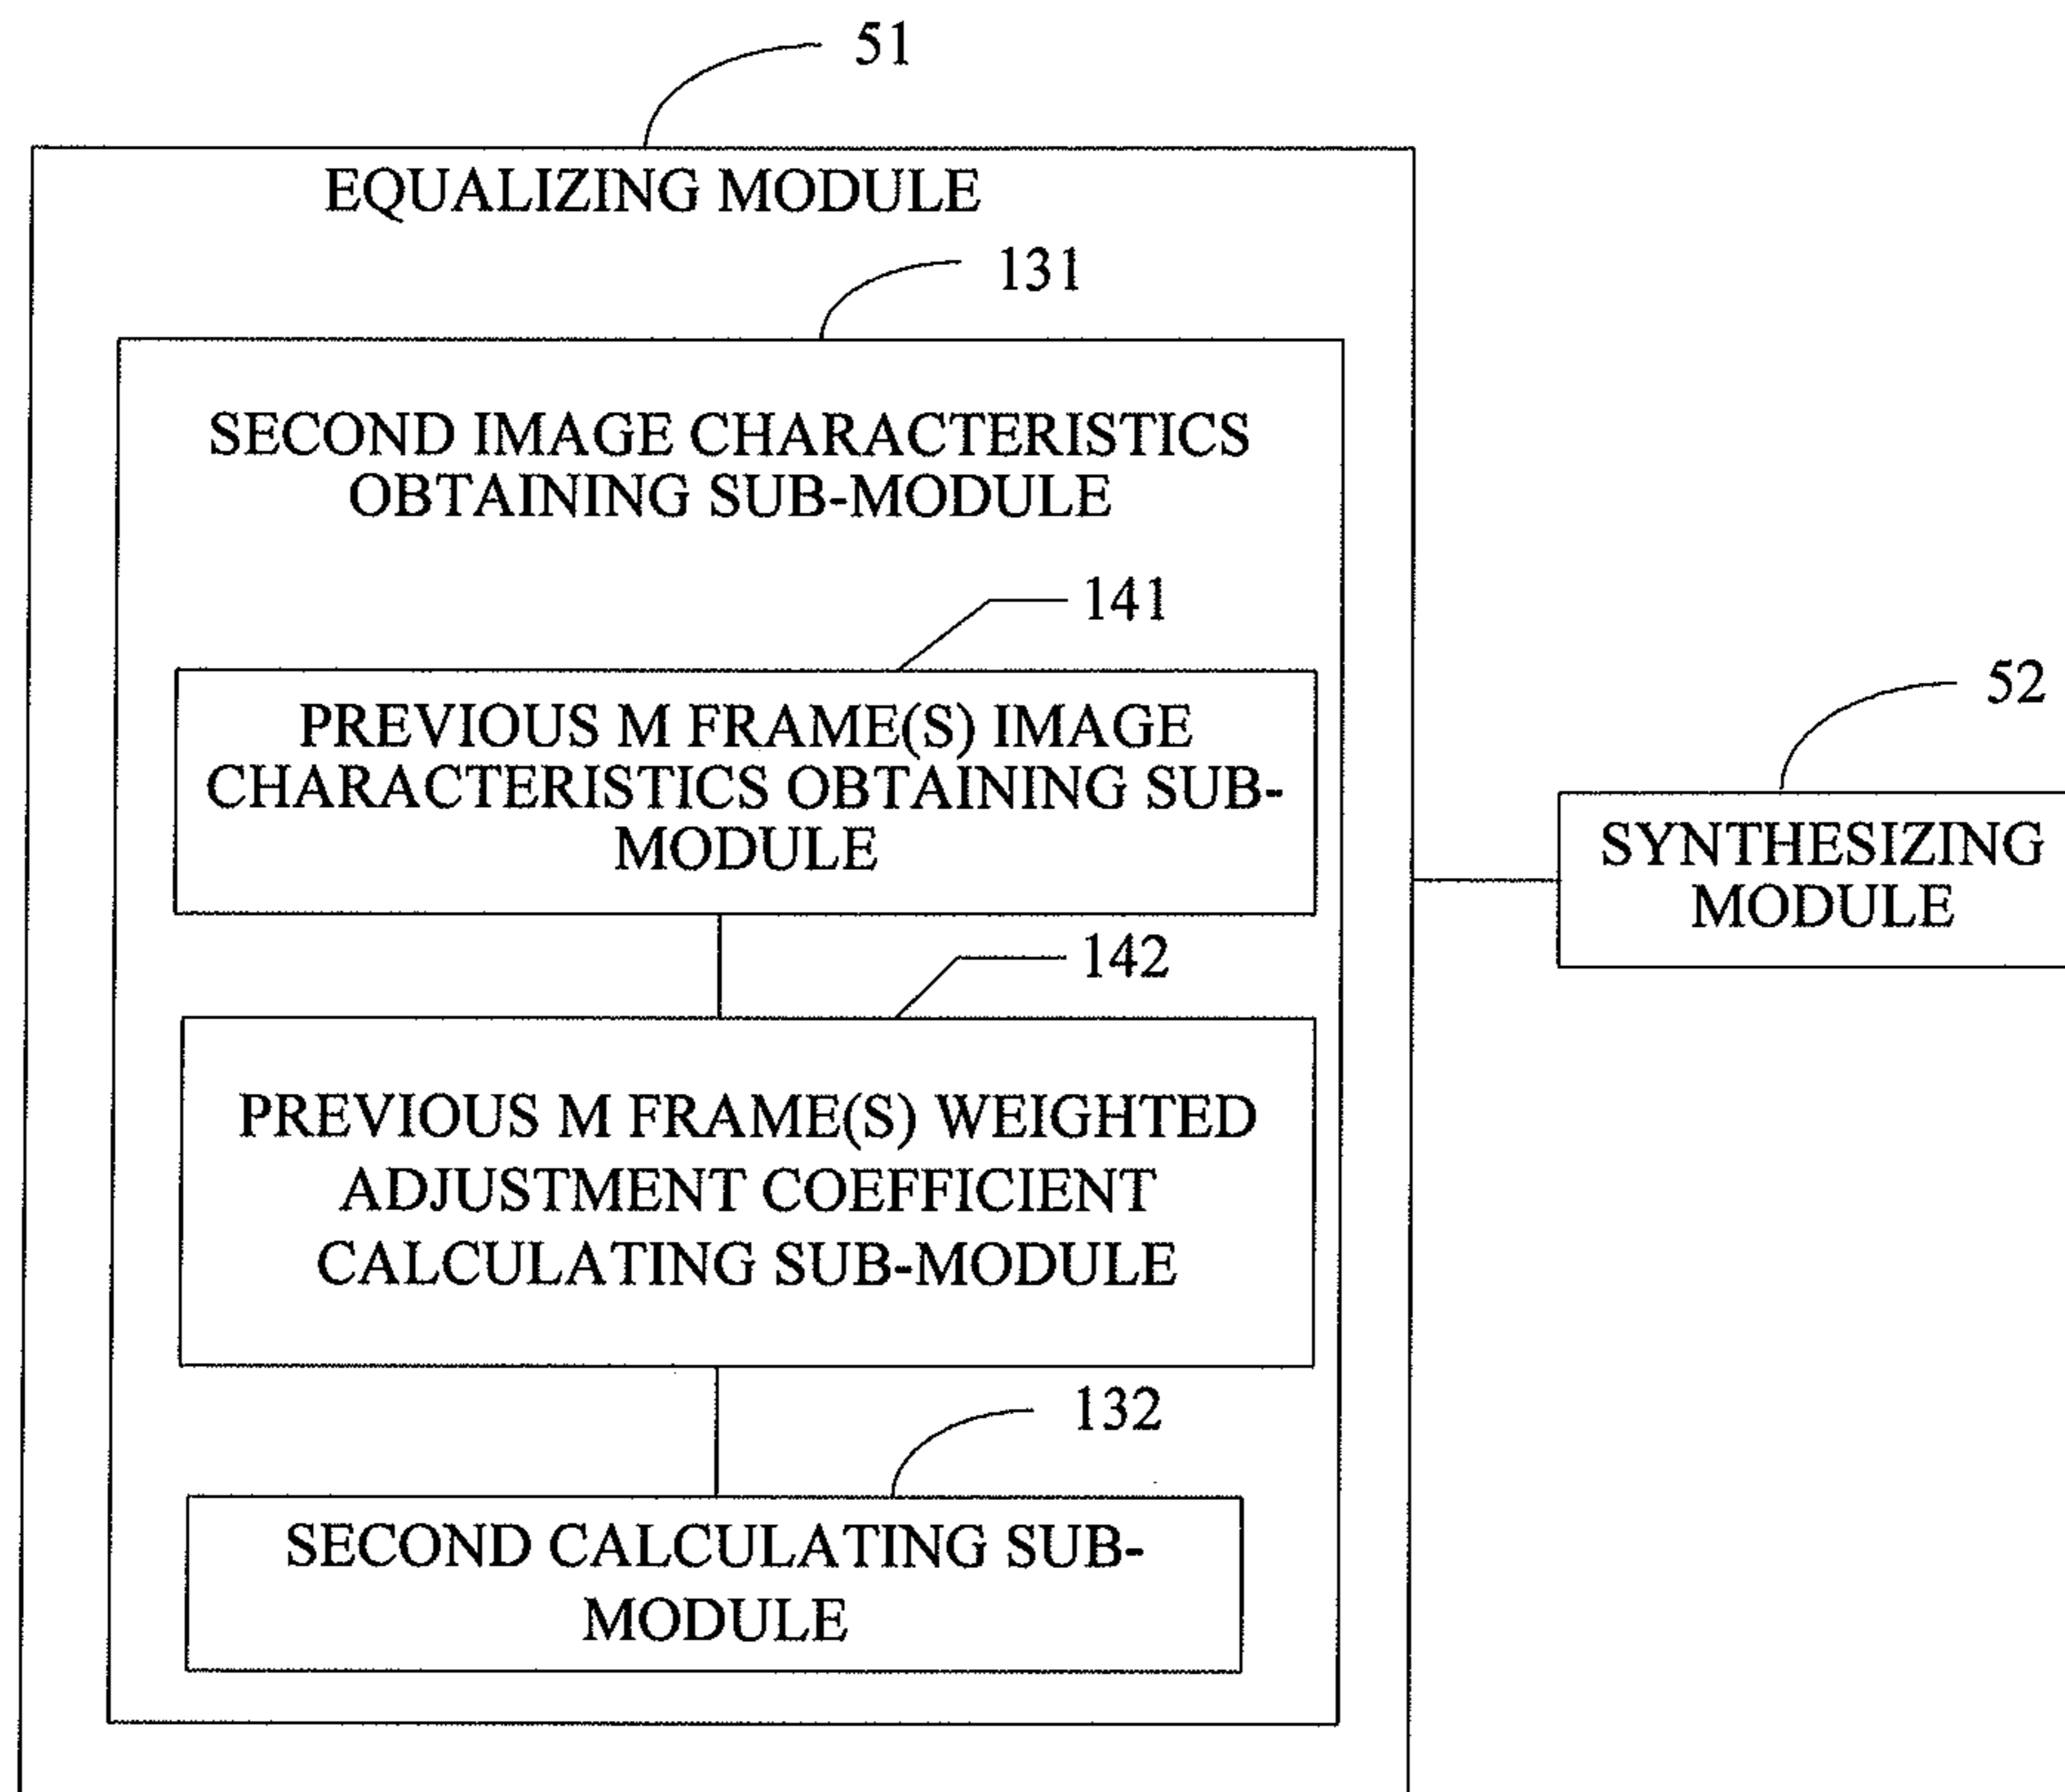 51
EQUALIZING MODULE
131
SECOND IMAGE CHARACTERISTICS
OBTAINING SUB-MODULE
141
PREVIOUS M FRAME(S) IMAGE
CHARACTERISTICS OBTAINING SUB-
MODULE
52
SYNTHESIZING
MODULE
142
PREVIOUS M FRAME(S) WEIGHTED
ADJUSTMENT COEFFICIENT
CALCULATING SUB-MODULE
132
SECOND CALCULATING SUB-
MODULE